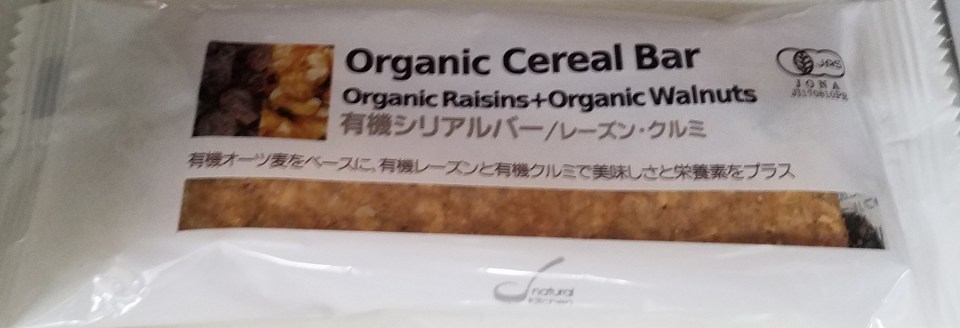 Organic Cereal Bar
Organic Raisins+Organic Walnuts
有機シリアルバー/レーズン・クルミ
有機オーツ麦をベースに、有機レーズンと有機クルミで美味しさと栄養素をプラス
JAS
JONA
natural
kitchen